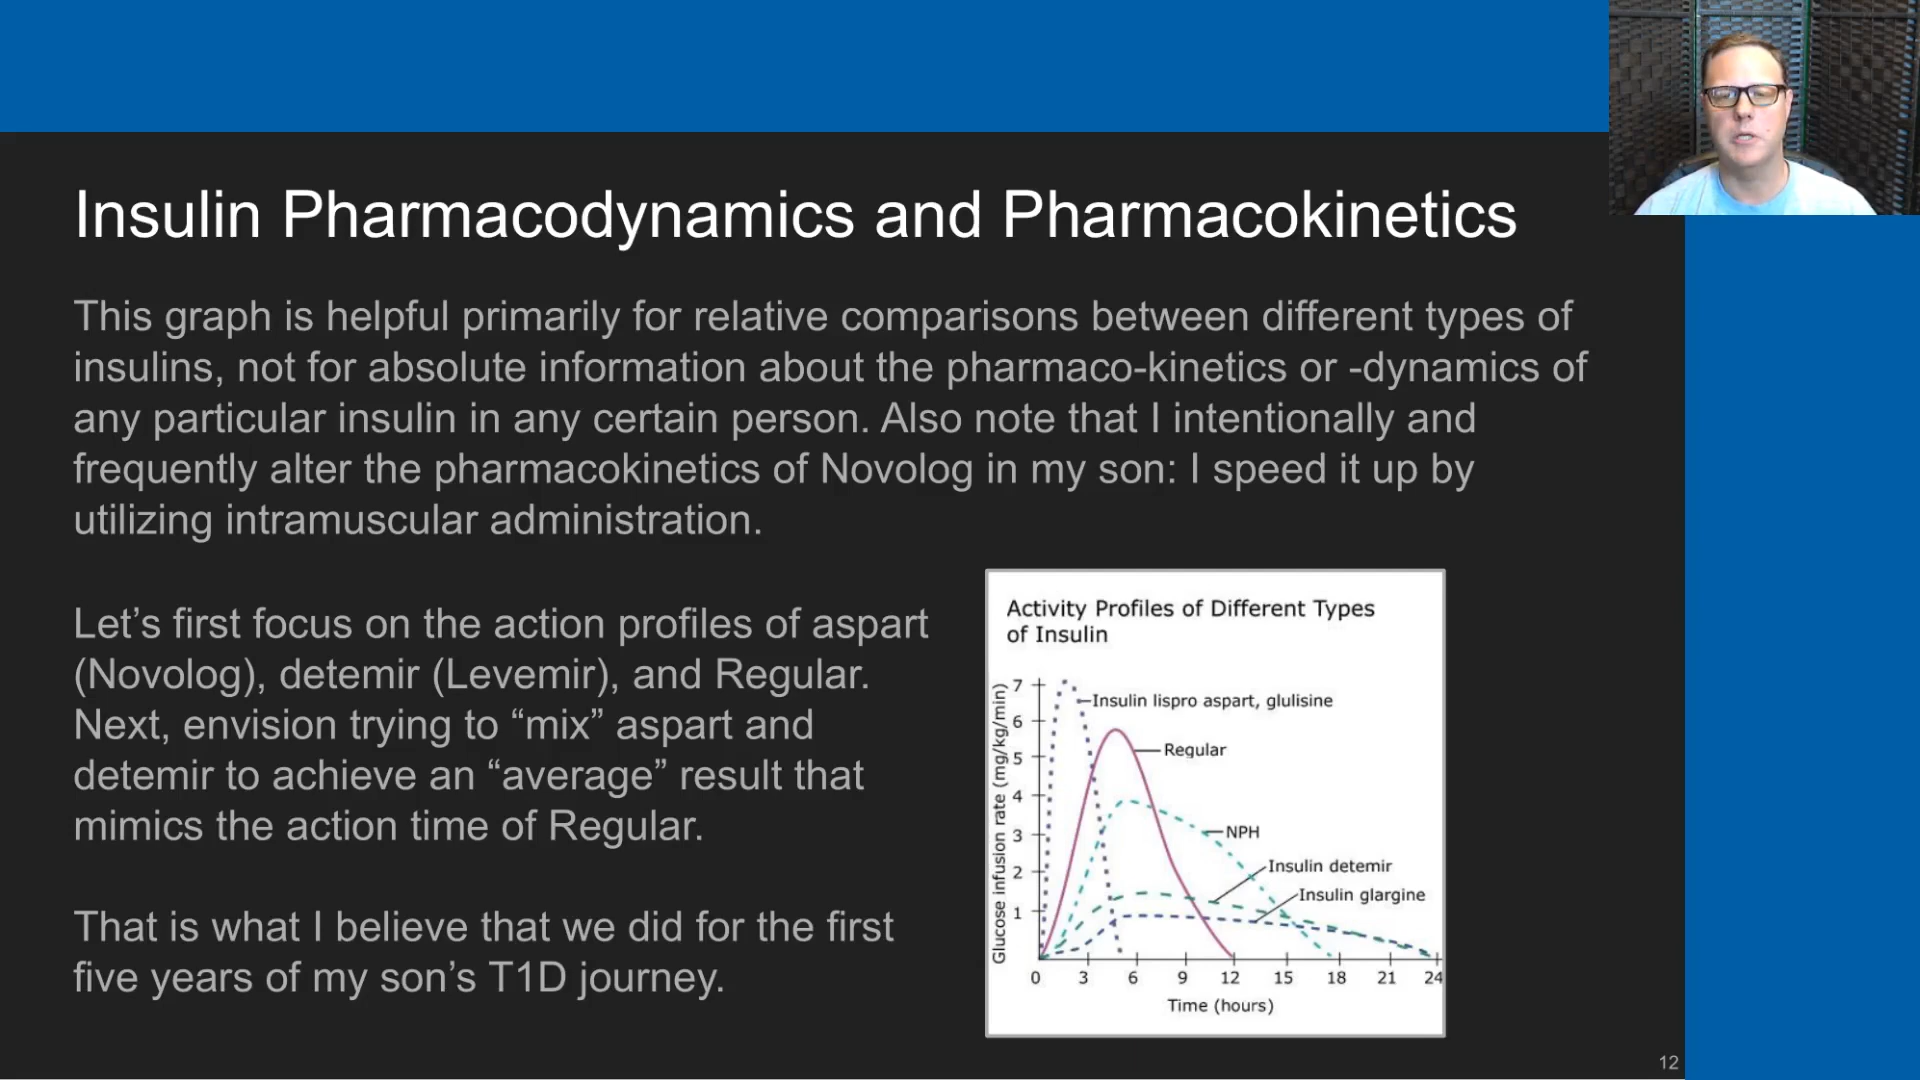 Insulin Pharmacodynamics and Pharmacokinetics
This graph is helpful primarily for relative comparisons between different types of
insulins, not for absolute information about the pharmaco-kinetics or -dynamics of
any particular insulin in any certain person. Also note that I intentionally and
frequently alter the pharmacokinetics of Novolog in my son: I speed it up by
utilizing intramuscular administration.
Let’s first focus on the action profiles of aspart
(Novolog), detemir (Levemir), and Regular.
Next, envision trying to “mix” aspart and
detemir to achieve an “average” result that
mimics the action time of Regular.
That is what I believe that we did for the first
five years of my son’s T1D journey.
Activity Profiles of Different Types
of Insulin
Glucose infusion rate (mg/kg/min)
7
6
5
4
3
2
1
Insulin lispro aspart, glulisine
Regular
NPH
Insulin detemir
Insulin glargine
0 3 6 9 12 15 18 21 24
Time (hours)
12